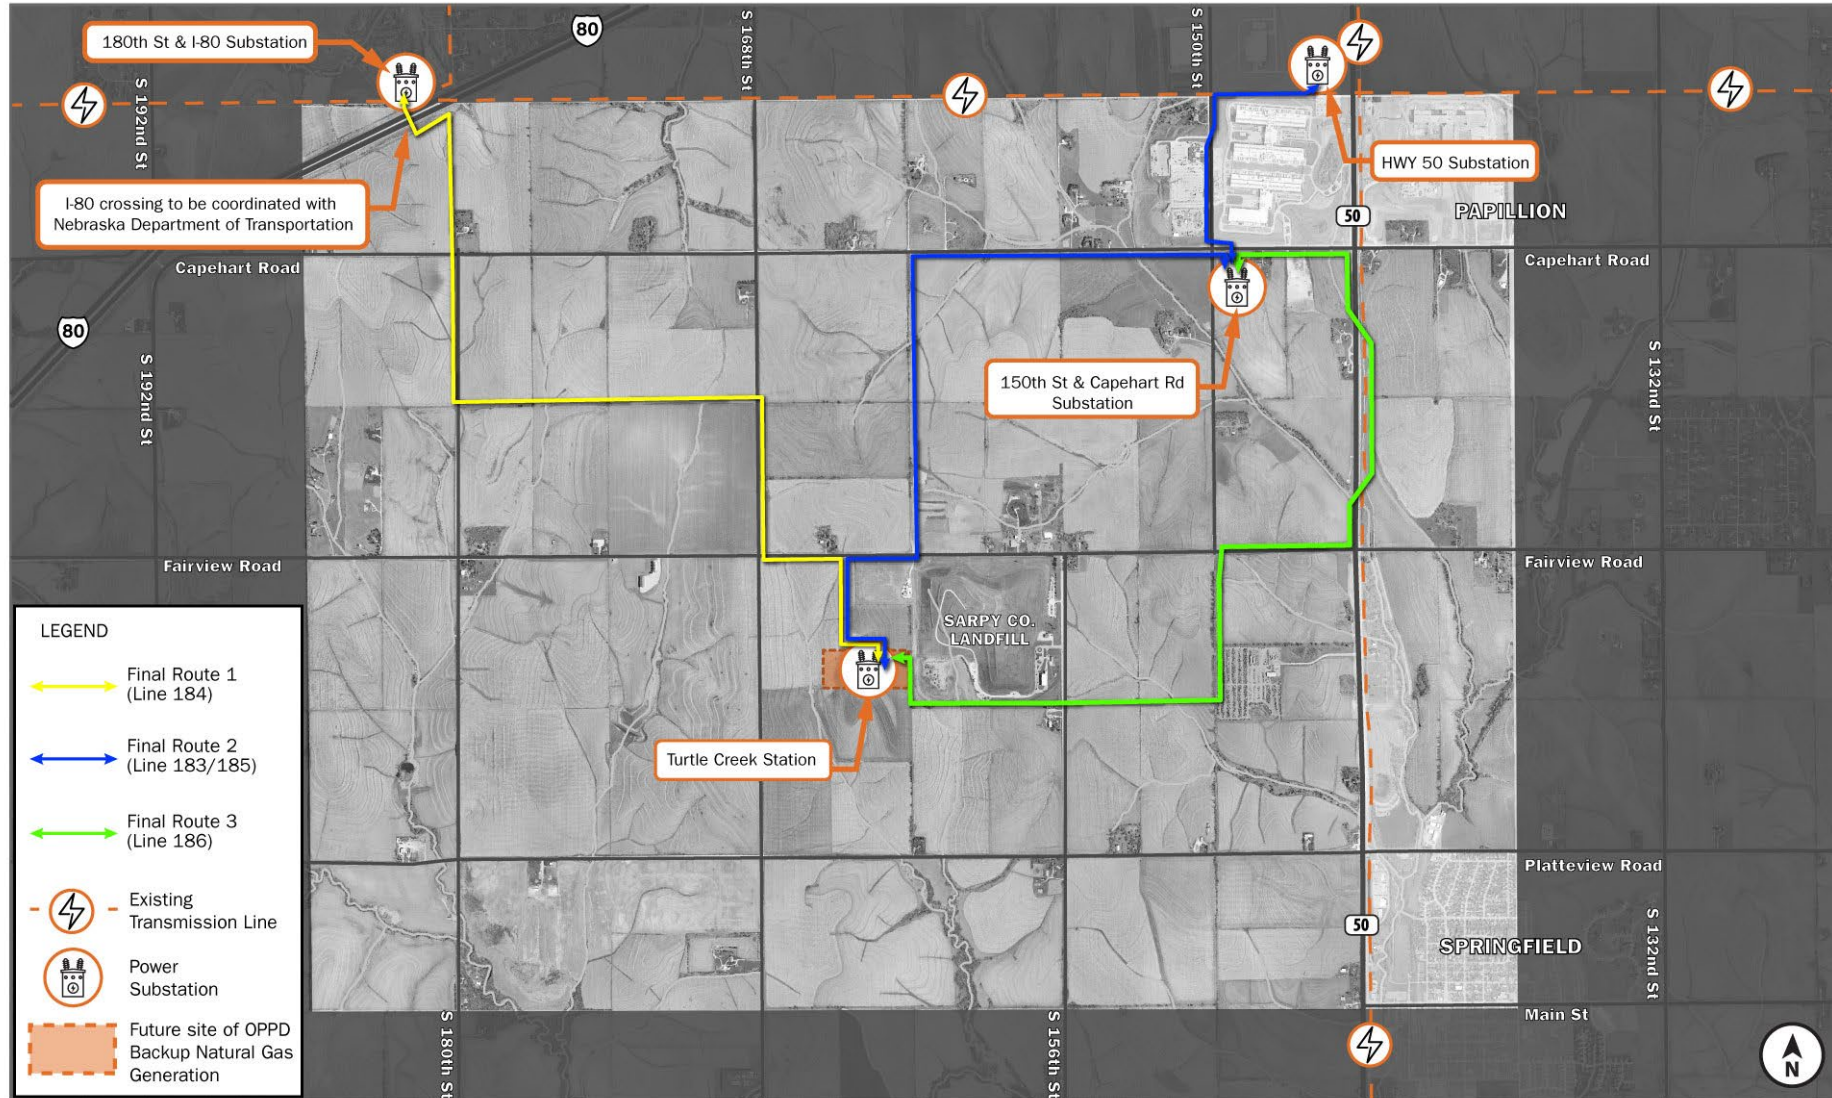 180th St & I-80 Substation
80
S 168th St
S 150th St
S 192nd St
HWY 50 Substation
I-80 crossing to be coordinated with
Nebraska Department of Transportation
50
PAPILLION
Capehart Road
Capehart Road
80
S 192nd St
S 132nd St
150th St & Capehart Rd
Substation
Fairview Road
Fairview Road
SARPY CO.
LANDFILL
Turtle Creek Station
LEGEND
Final Route 1
(Line 184)
Final Route 2
(Line 183/185)
Final Route 3
(Line 186)
Existing
Transmission Line
Power
Substation
Future site of OPPD
Backup Natural Gas
Generation
Platteview Road
50
SPRINGFIELD
S 132nd St
Main St
S 180th St
S 156th St
N